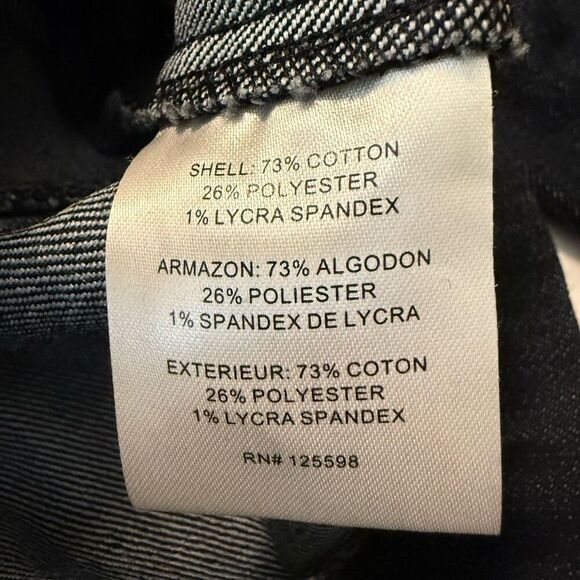 SHELL: 73% COTTON
26% POLYESTER
1% LYCRA SPANDEX
ARMAZON: 73% ALGODON
26% POLIESTER
1% SPANDEX DE LYCRA
EXTERIEUR: 73% COTON
26% POLYESTER
1% LYCRA SPANDEX
RN# 125598